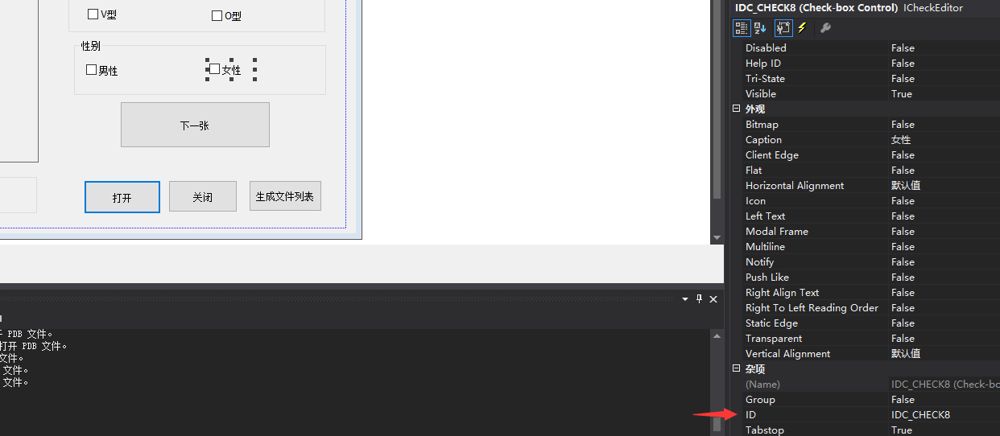 V型
O型
性别
男性
女性
下一张
打开
关闭
生成文件列表
PDB 文件。
打开 PDB 文件。
文件。
文件。
文件。
IDC_CHECK8 (Check-box Control) ICheckEditor
Disabled False
Help ID False
Tri-State False
Visible True
外观
Bitmap False
Caption 女性
Client Edge False
Flat False
Horizontal Alignment 默认值
Icon False
Left Text False
Modal Frame False
Multiline False
Notify False
Push Like False
Right Align Text False
Right To Left Reading Order False
Static Edge False
Transparent False
Vertical Alignment 默认值
杂项
(Name) IDC_CHECK8 (Check-bo
Group False
ID IDC_CHECK8
Tabstop True